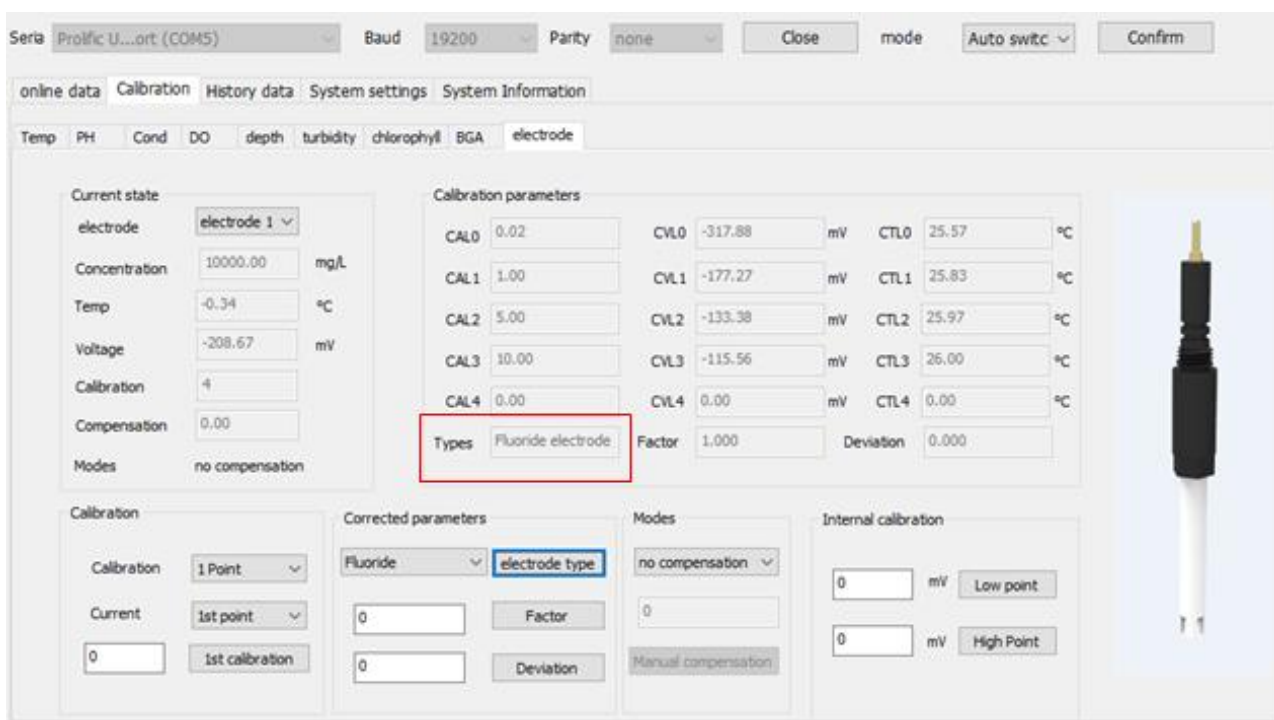 Seria Prolific U...ort (COM5) Baud 19200 Parity none Close mode Auto switc Confirm
online data Calibration History data System settings System Information
Temp PH Cond DO depth turbidity chlorophyll BGA electrode
Current state
electrode electrode 1
Concentration 10000.00 mg/L
Temp -0.34 ºC
Voltage -208.67 mV
Calibration 4
Compensation 0.00
Modes no compensation
Calibration parameters
CAL0 0.02 CVL0 -317.88 mV CTL0 25.57 ºC
CAL1 1.00 CVL1 -177.27 mV CTL1 25.83 ºC
CAL2 5.00 CVL2 -133.38 mV CTL2 25.97 ºC
CAL3 10.00 CVL3 -115.56 mV CTL3 26.00 ºC
CAL4 0.00 CVL4 0.00 mV CTL4 0.00 ºC
Types Fluoride electrode Factor 1.000 Deviation 0.000
Calibration
Calibration 1 Point
Current 1st point
0 1st calibration
Corrected parameters
Fluoride electrode type
0 Factor
0 Deviation
Modes
no compensation
0
Manual compensation
Internal calibration
0 mV Low point
0 mV High Point